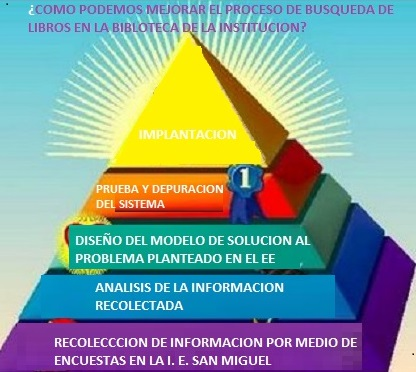 ¿COMO PODEMOS MEJORAR EL PROCESO DE BUSQUEDA DE
LIBROS EN LA BIBLOTECA DE LA INSTITUCION?
IMPLANTACION
1
PRUEBA Y DEPURACION
DEL SISTEMA
DISEÑO DEL MODELO DE SOLUCION AL
PROBLEMA PLANTEADO EN EL EE
ANALISIS DE LA INFORMACION
RECOLECTADA
RECOLECCCION DE INFORMACION POR MEDIO DE
ENCUESTAS EN LA I. E. SAN MIGUEL